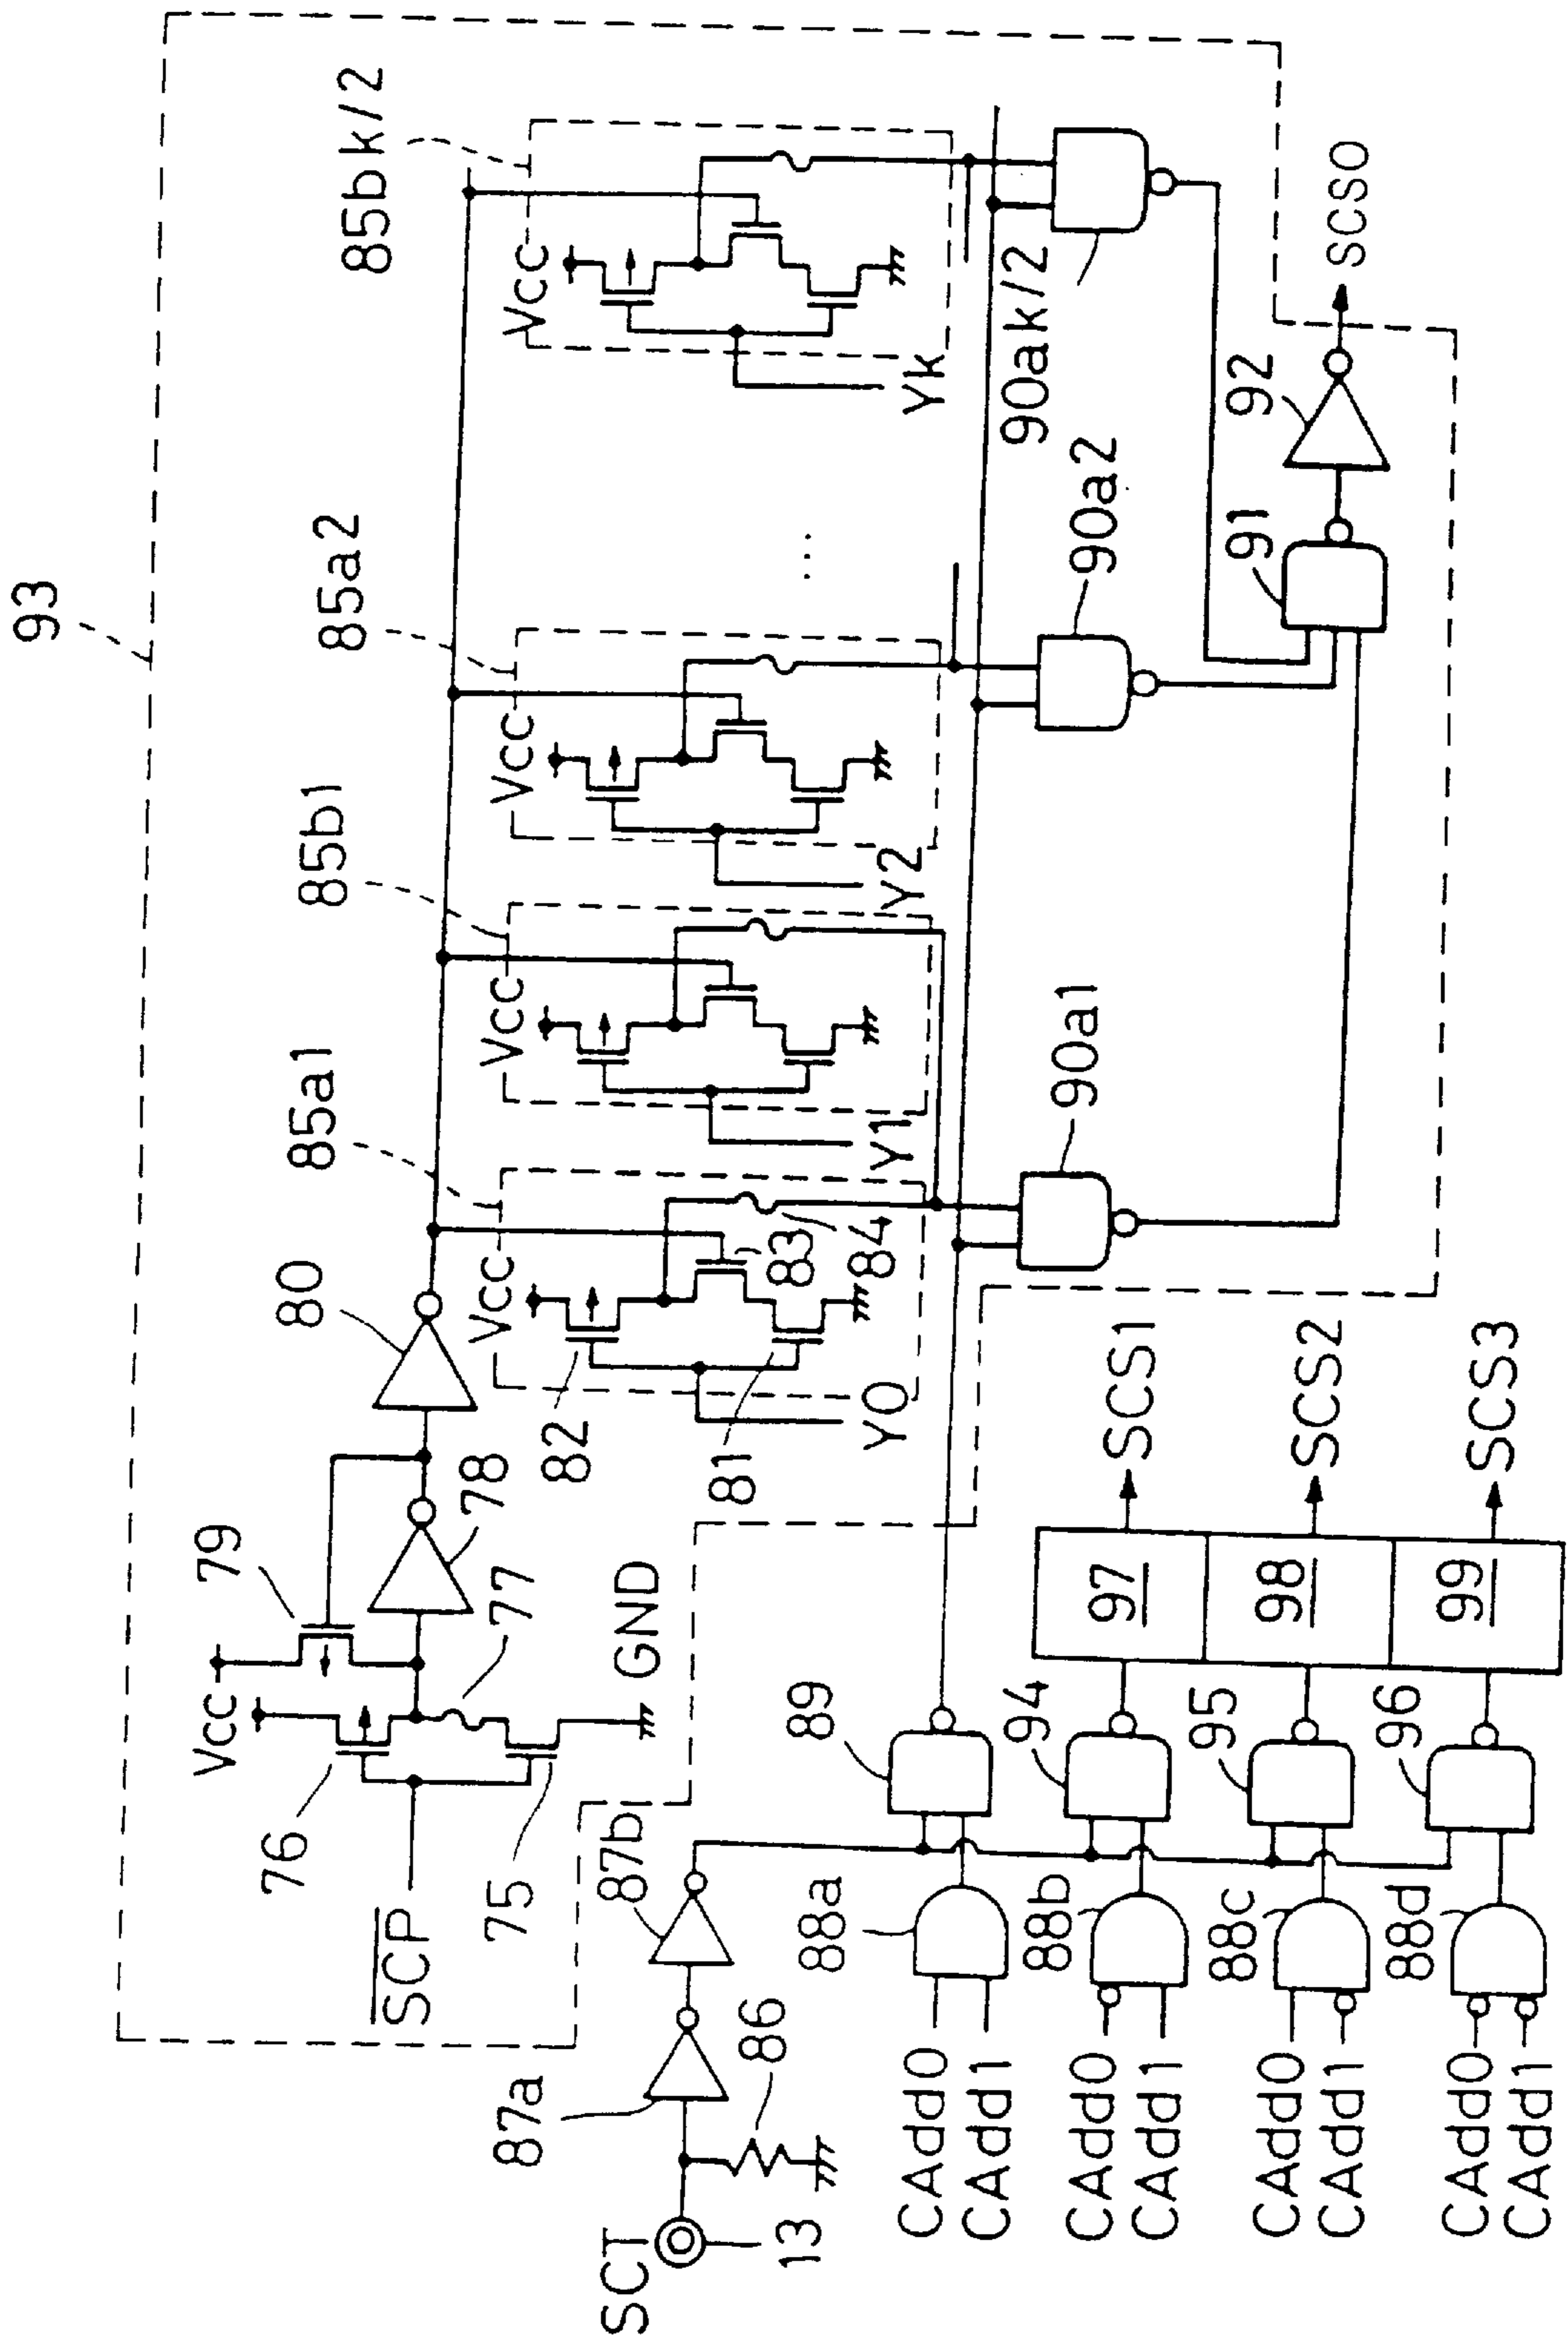 93
85a1
85b1
85a2
85bk/2
79
Vcc
80
76
SCP
78
77
75
GND
Vcc
82
81
83
84
Y0
Vcc
Y1
Vcc
Y2
...
Vcc
Yk
90a1
90a2
90ak/2
91
92
SCS0
SCT
13
87a
87b
86
CAdd0
CAdd1
88a
89
CAdd0
CAdd1
88b
94
97
SCS1
CAdd0
CAdd1
88c
95
98
SCS2
CAdd0
CAdd1
88d
96
99
SCS3